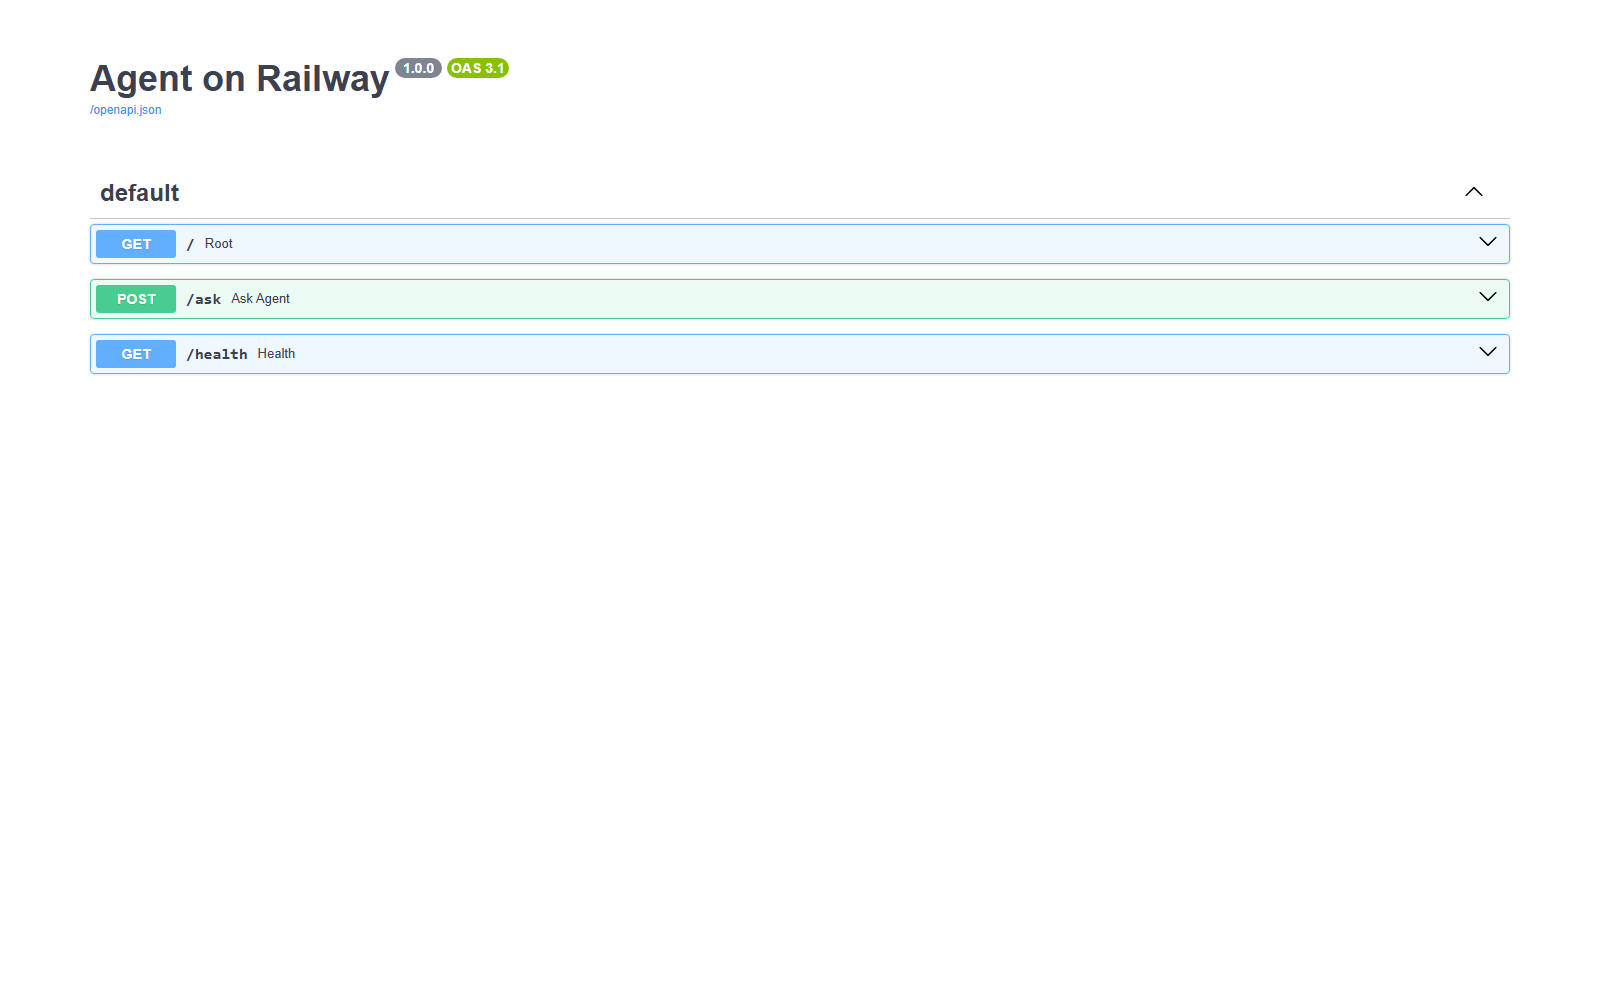 Agent on Railway 1.0.0 OAS 3.1
/openapi.json
default
GET / Root
POST /ask Ask Agent
GET /health Health